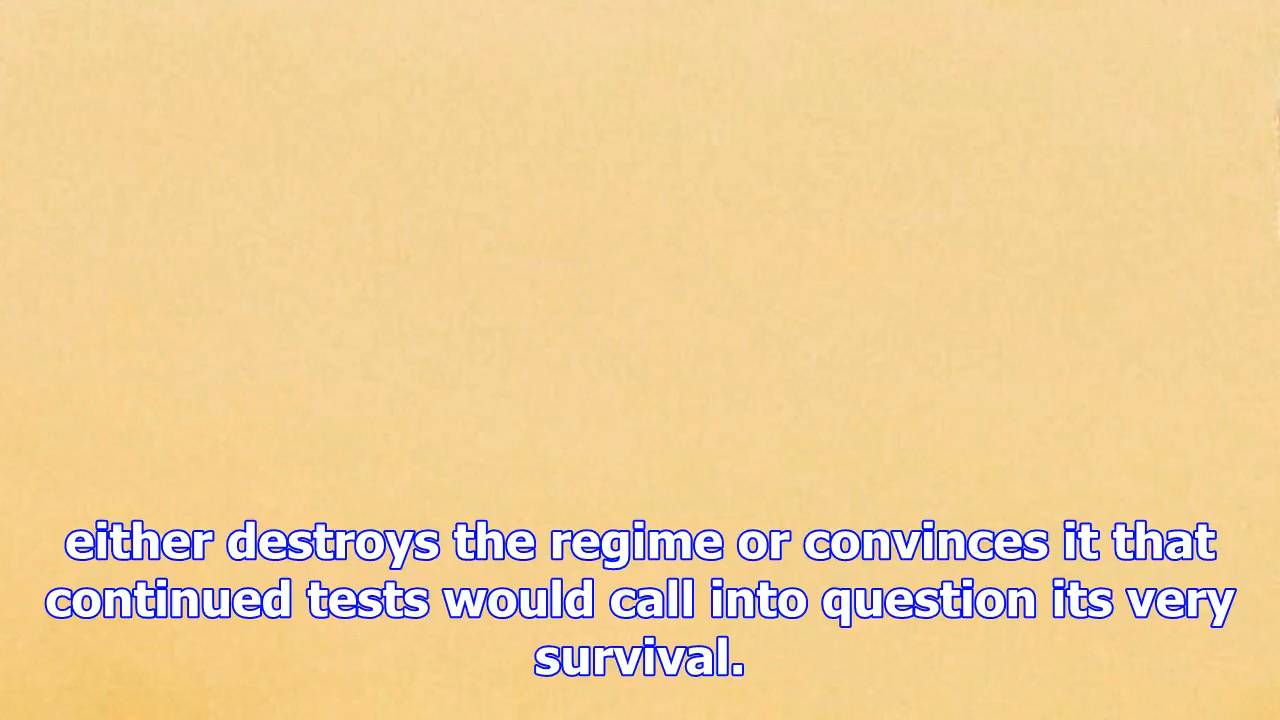 either destroys the regime or convinces it that
continued tests would call into question its very
survival.